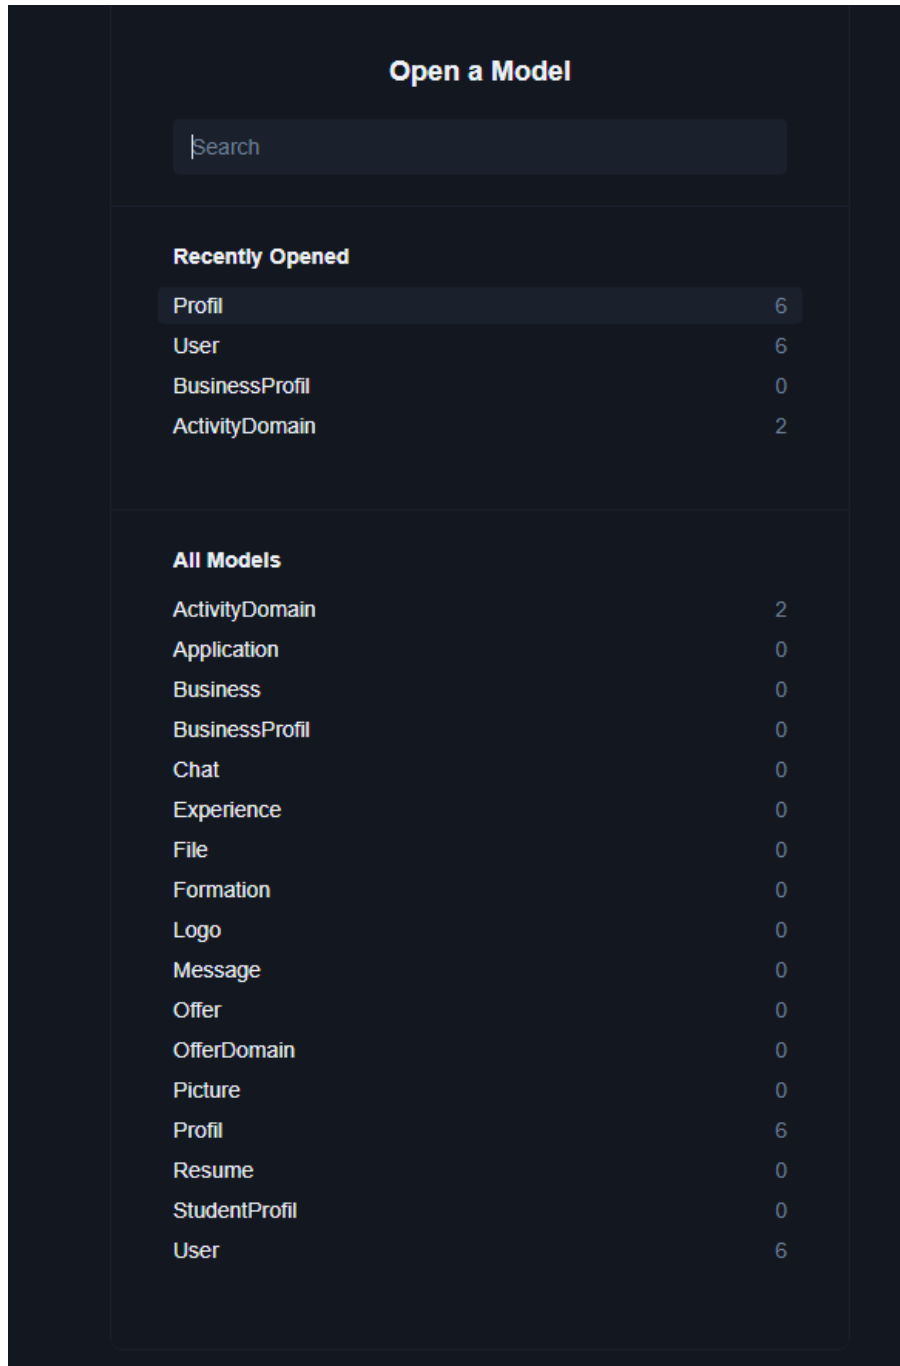 Open a Model
Search
Recently Opened
Profil 6
User 6
BusinessProfil 0
ActivityDomain 2
All Models
ActivityDomain 2
Application 0
Business 0
BusinessProfil 0
Chat 0
Experience 0
File 0
Formation 0
Logo 0
Message 0
Offer 0
OfferDomain 0
Picture 0
Profil 6
Resume 0
StudentProfil 0
User 6